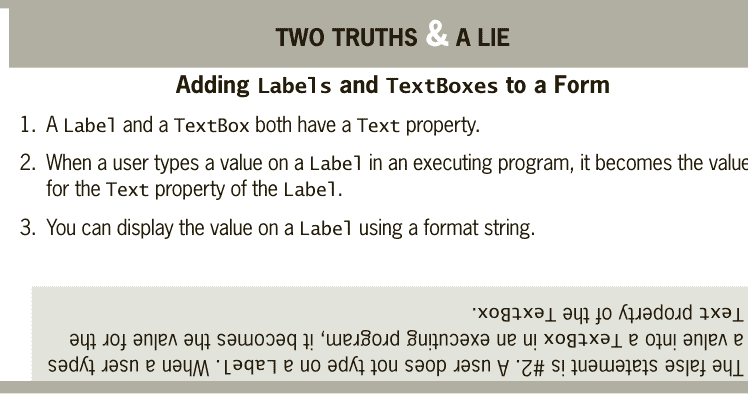 TWO TRUTHS & A LIE
Adding Labels and TextBoxes to a Form
1. A Label and a TextBox both have a Text property.
2. When a user types a value on a Label in an executing program, it becomes the value
for the Text property of the Label.
3. You can display the value on a Label using a format string.
The false statement is #2. A user does not type on a Label. When a user types
a value into a TextBox in an executing program, it becomes the value for the
Text property of the TextBox.